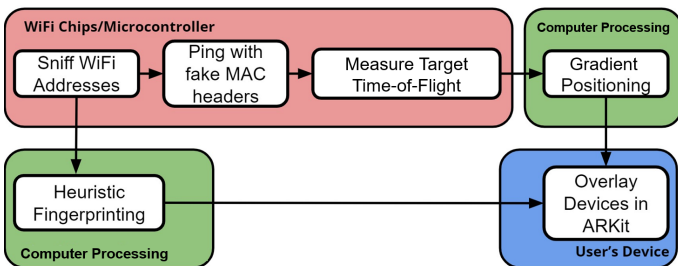 WiFi Chips/Microcontroller
Sniff WiFi
Addresses
Ping with
fake MAC
headers
Measure Target
Time-of-Flight
Computer Processing
Gradient
Positioning
Heuristic
Fingerprinting
Computer Processing
Overlay
Devices in
ARKit
User's Device